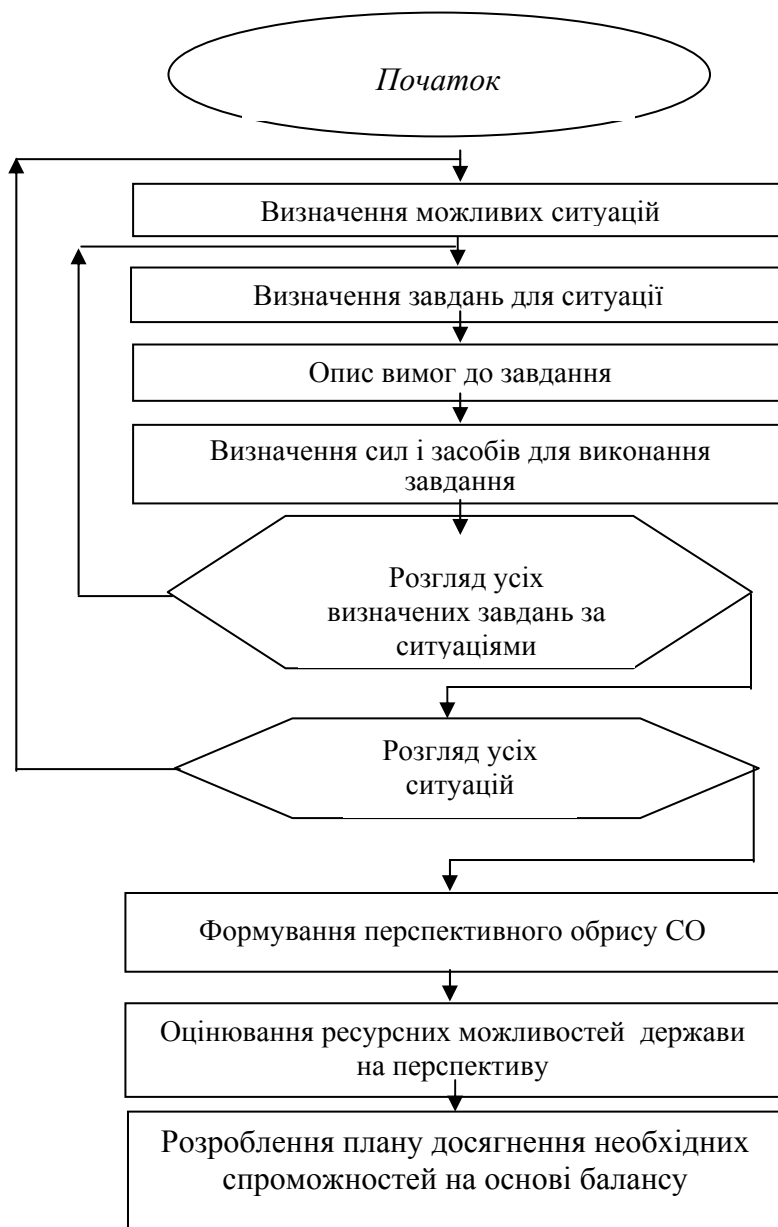 Початок
Визначення можливих ситуацій
Визначення завдань для ситуації
Опис вимог до завдання
Визначення сил і засобів для виконання
завдання
Розгляд усіх
визначених завдань за
ситуаціями
Розгляд усіх
ситуацій
Формування перспективного обрису СО
Оцінювання ресурсних можливостей держави
на перспективу
Розроблення плану досягнення необхідних
спроможностей на основі балансу